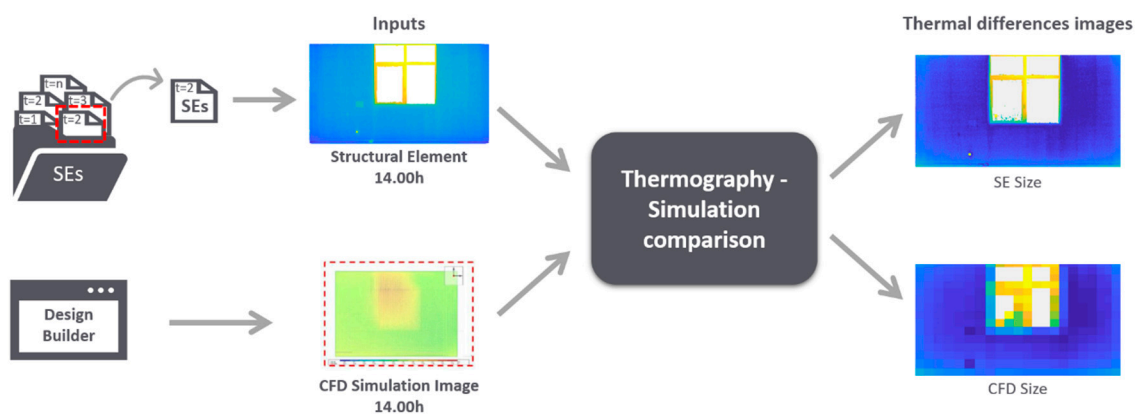 Inputs
Thermal differences images
t=n
t=2
t=3
t=1
t=2
SEs
t=2
SEs
Structural Element
14.00h
Thermography -
Simulation
comparison
SE Size
Design
Builder
CFD Simulation Image
14.00h
CFD Size